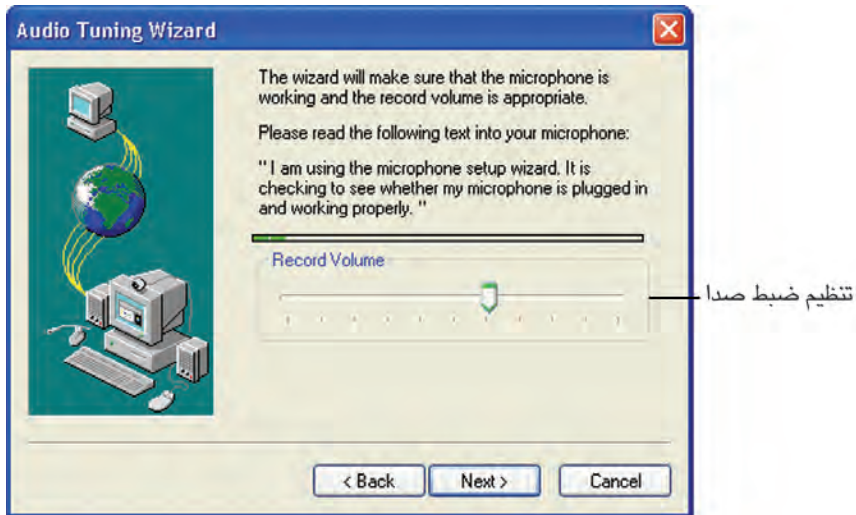 Audio Tuning Wizard
The wizard will make sure that the microphone is
working and the record volume is appropriate.
Please read the following text into your microphone:
" I am using the microphone setup wizard. It is
checking to see whether my microphone is plugged in
and working properly. "
Record Volume
تنظیم ضبط صدا
< Back Next > Cancel